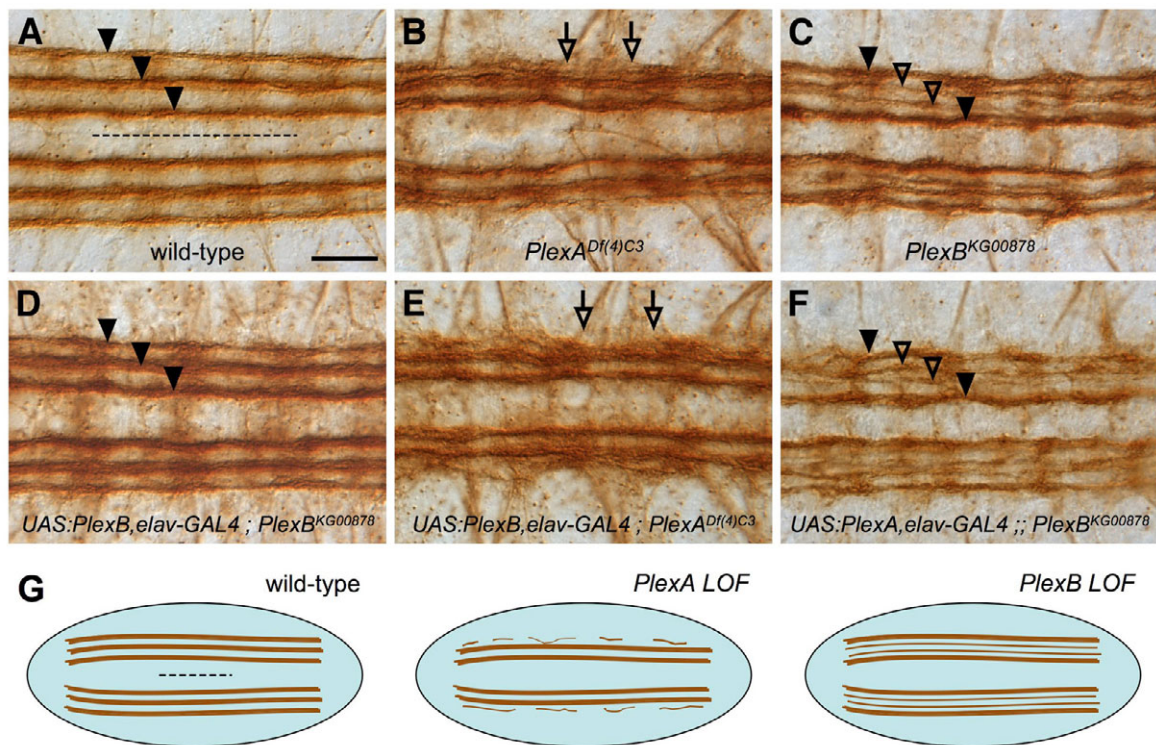 A
wild-type
B
PlexA^Df(4)C3
C
PlexB^KG00878
D
UAS:PlexB,elav-GAL4 ; PlexB^KG00878
E
UAS:PlexB,elav-GAL4 ; PlexA^Df(4)C3
F
UAS:PlexA,elav-GAL4 ;; PlexB^KG00878
G
wild-type
PlexA LOF
PlexB LOF